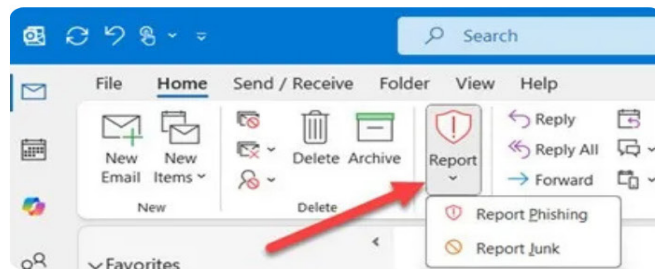 Search
File Home Send / Receive Folder View Help
New Email
New Items
Delete
Archive
Report
Reply
Reply All
Forward
New
Delete
Report Phishing
Report Junk
Favorites